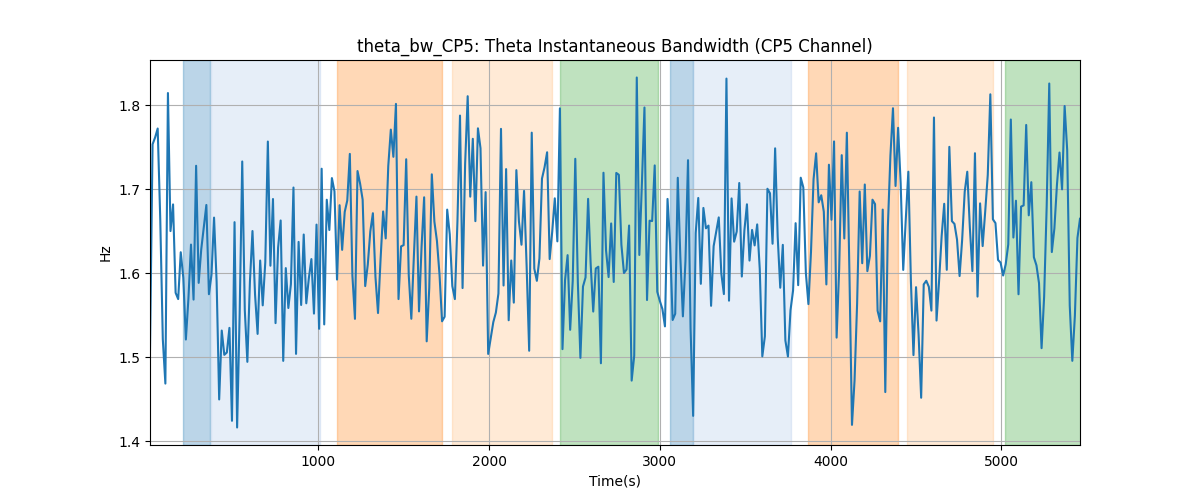 theta_bw_CP5: Theta Instantaneous Bandwidth (CP5 Channel)
Hz
1.8
1.7
1.6
1.5
1.4
1000 2000 3000 4000 5000
Time(s)